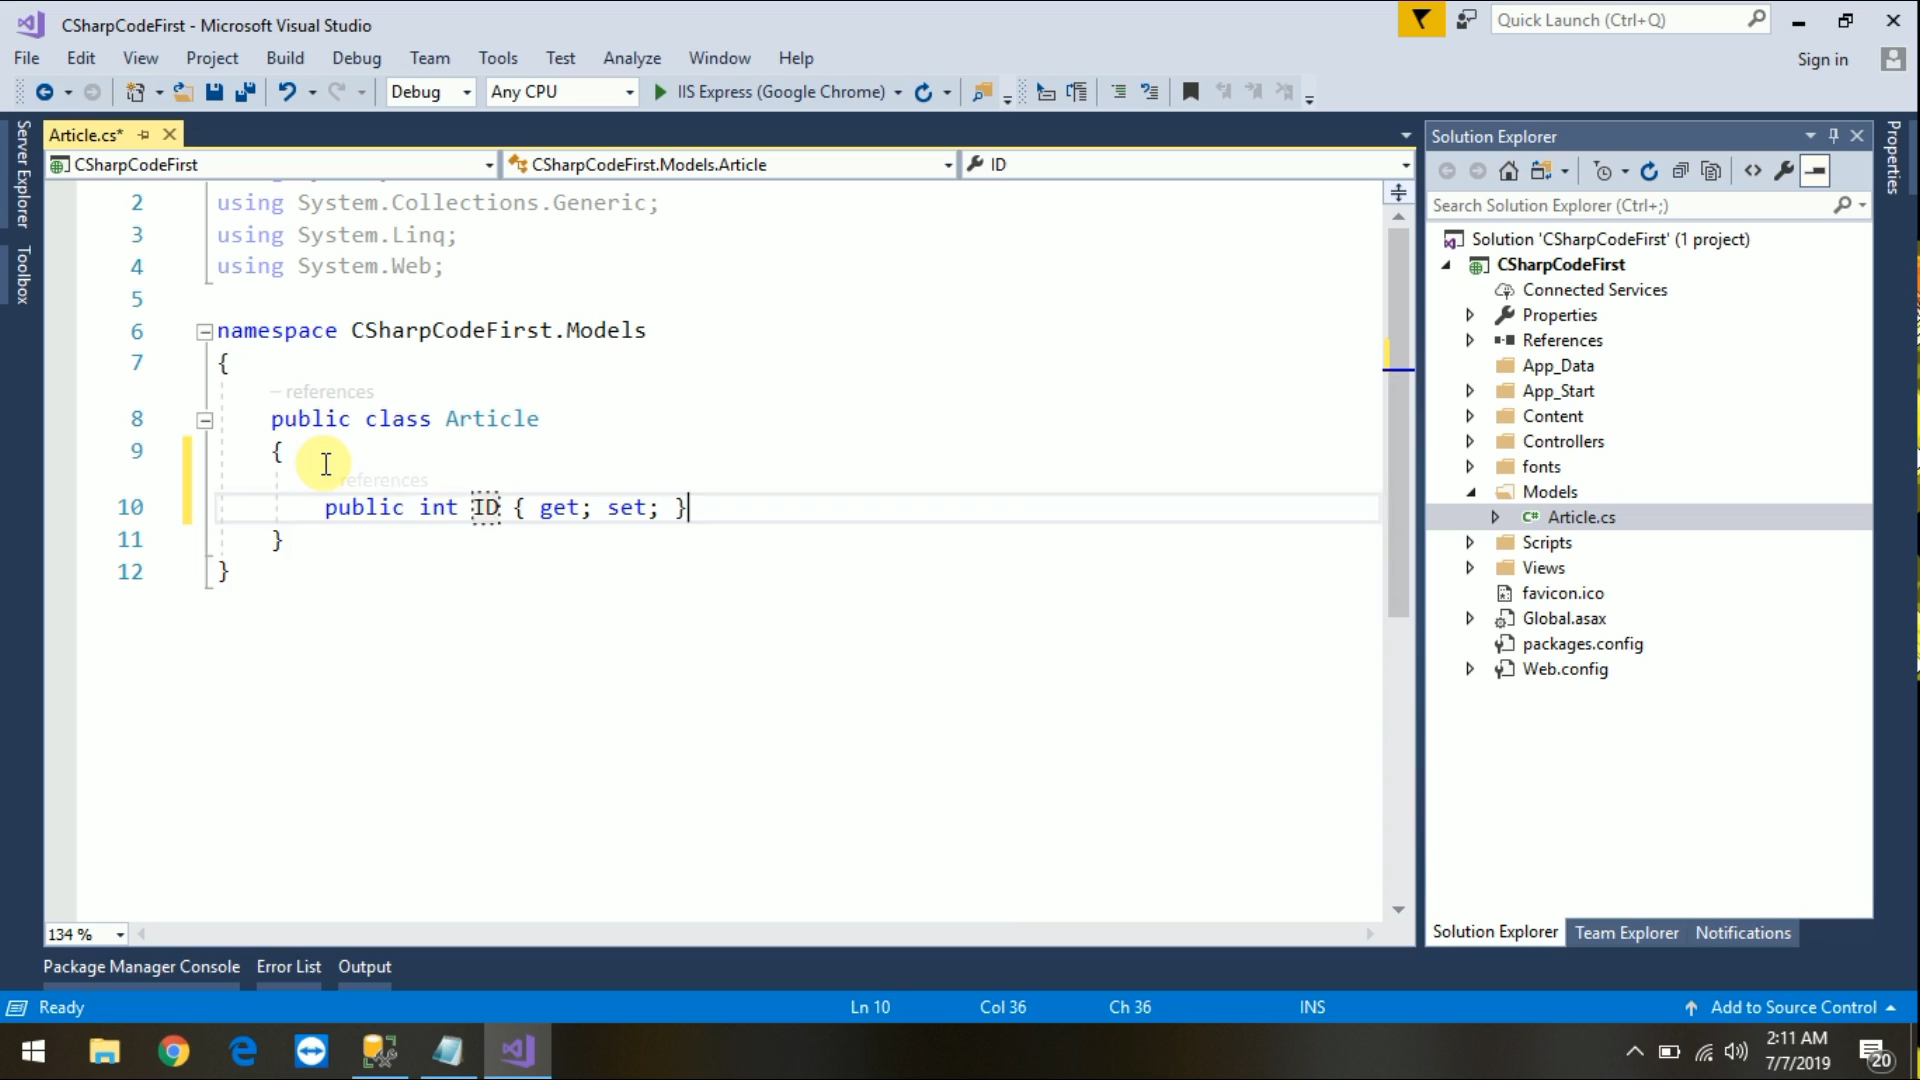 CSharpCodeFirst - Microsoft Visual Studio
Quick Launch (Ctrl+Q)
File Edit View Project Build Debug Team Tools Test Analyze Window Help
Sign in
Debug Any CPU IIS Express (Google Chrome)
Server Explorer
Toolbox
Article.cs*
CSharpCodeFirst CSharpCodeFirst.Models.Article ID
2 using System.Collections.Generic;
3 using System.Linq;
4 using System.Web;
5
6 namespace CSharpCodeFirst.Models
7 {
– references
8 public class Article
9 {
references
10 public int ID { get; set; }
11 }
12 }
134 %
Solution Explorer
Properties
Search Solution Explorer (Ctrl+;)
Solution 'CSharpCodeFirst' (1 project)
CSharpCodeFirst
Connected Services
Properties
References
App_Data
App_Start
Content
Controllers
fonts
Models
C# Article.cs
Scripts
Views
favicon.ico
Global.asax
packages.config
Web.config
Solution Explorer Team Explorer Notifications
Package Manager Console Error List Output
Ready Ln 10 Col 36 Ch 36 INS Add to Source Control
2:11 AM
7/7/2019
20